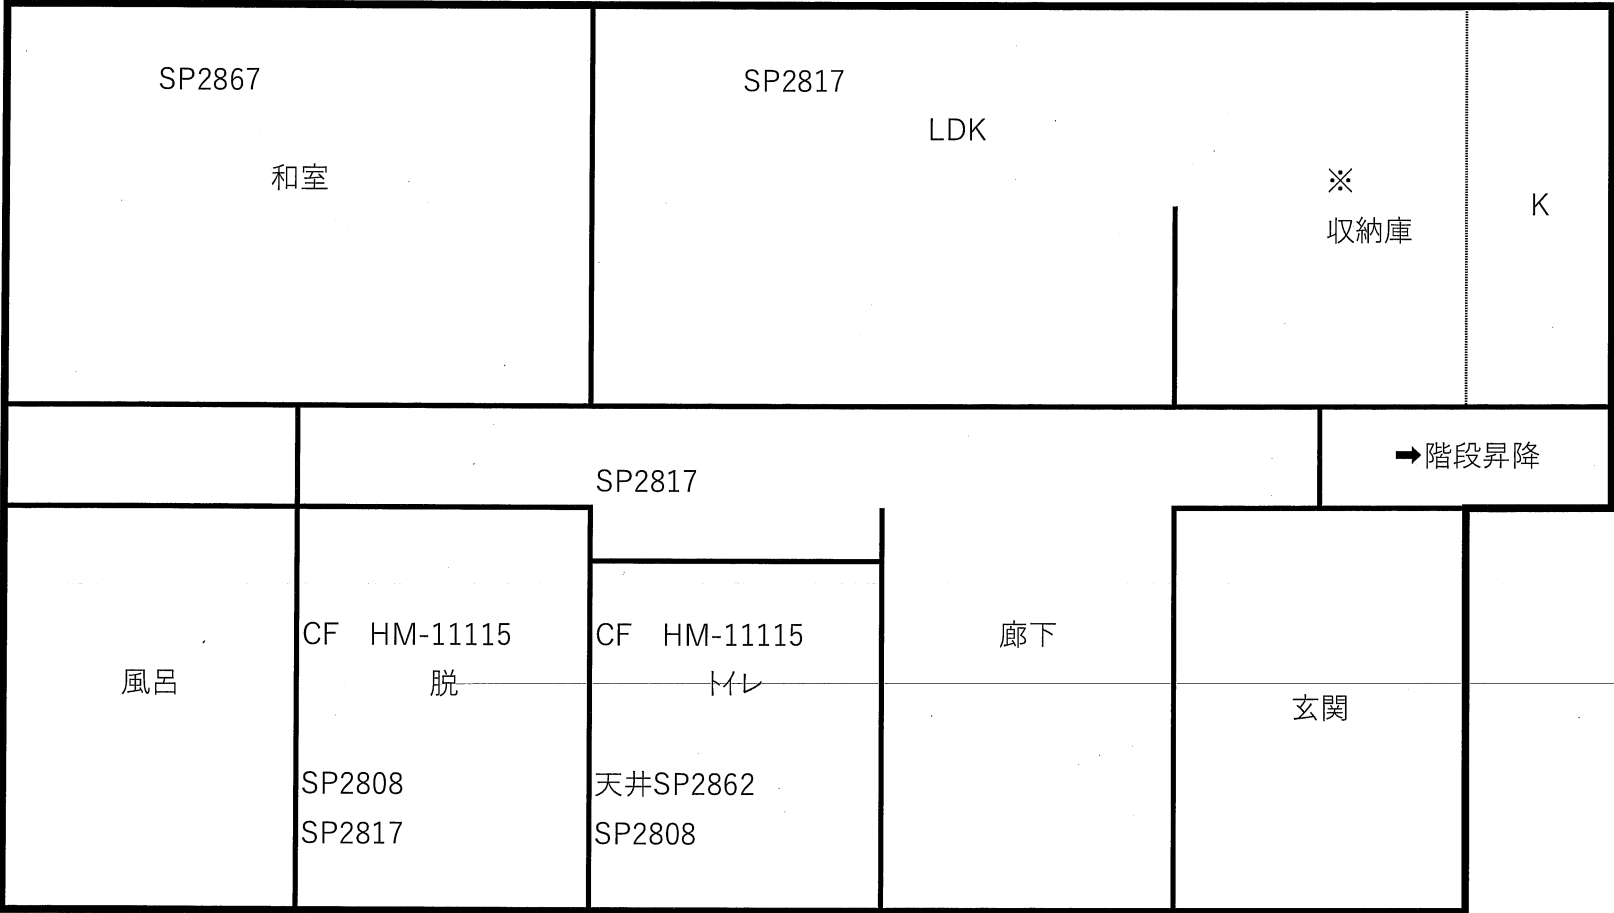 SP2867
和室
SP2817
LDK
※
収納庫
K
SP2817
➡階段昇降
風呂
CF　HM-11115
脱
SP2808
SP2817
CF　HM-11115
ﾄｲﾚ
天井SP2862
SP2808
廊下
玄関